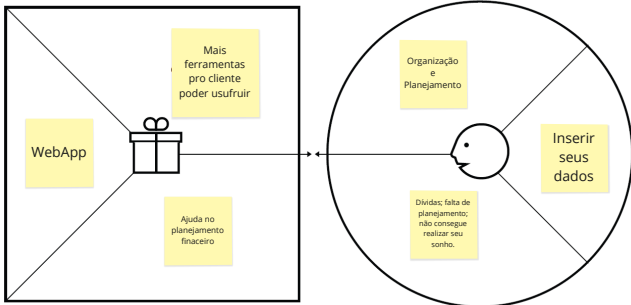 Mais
ferramentas
pro cliente
poder usufruir
WebApp
Ajuda no
planejamento
finaceiro
Organização
e
Planejamento
Inserir
seus
dados
Dívidas; falta de
planejamento;
não consegue
realizar seu
sonho.